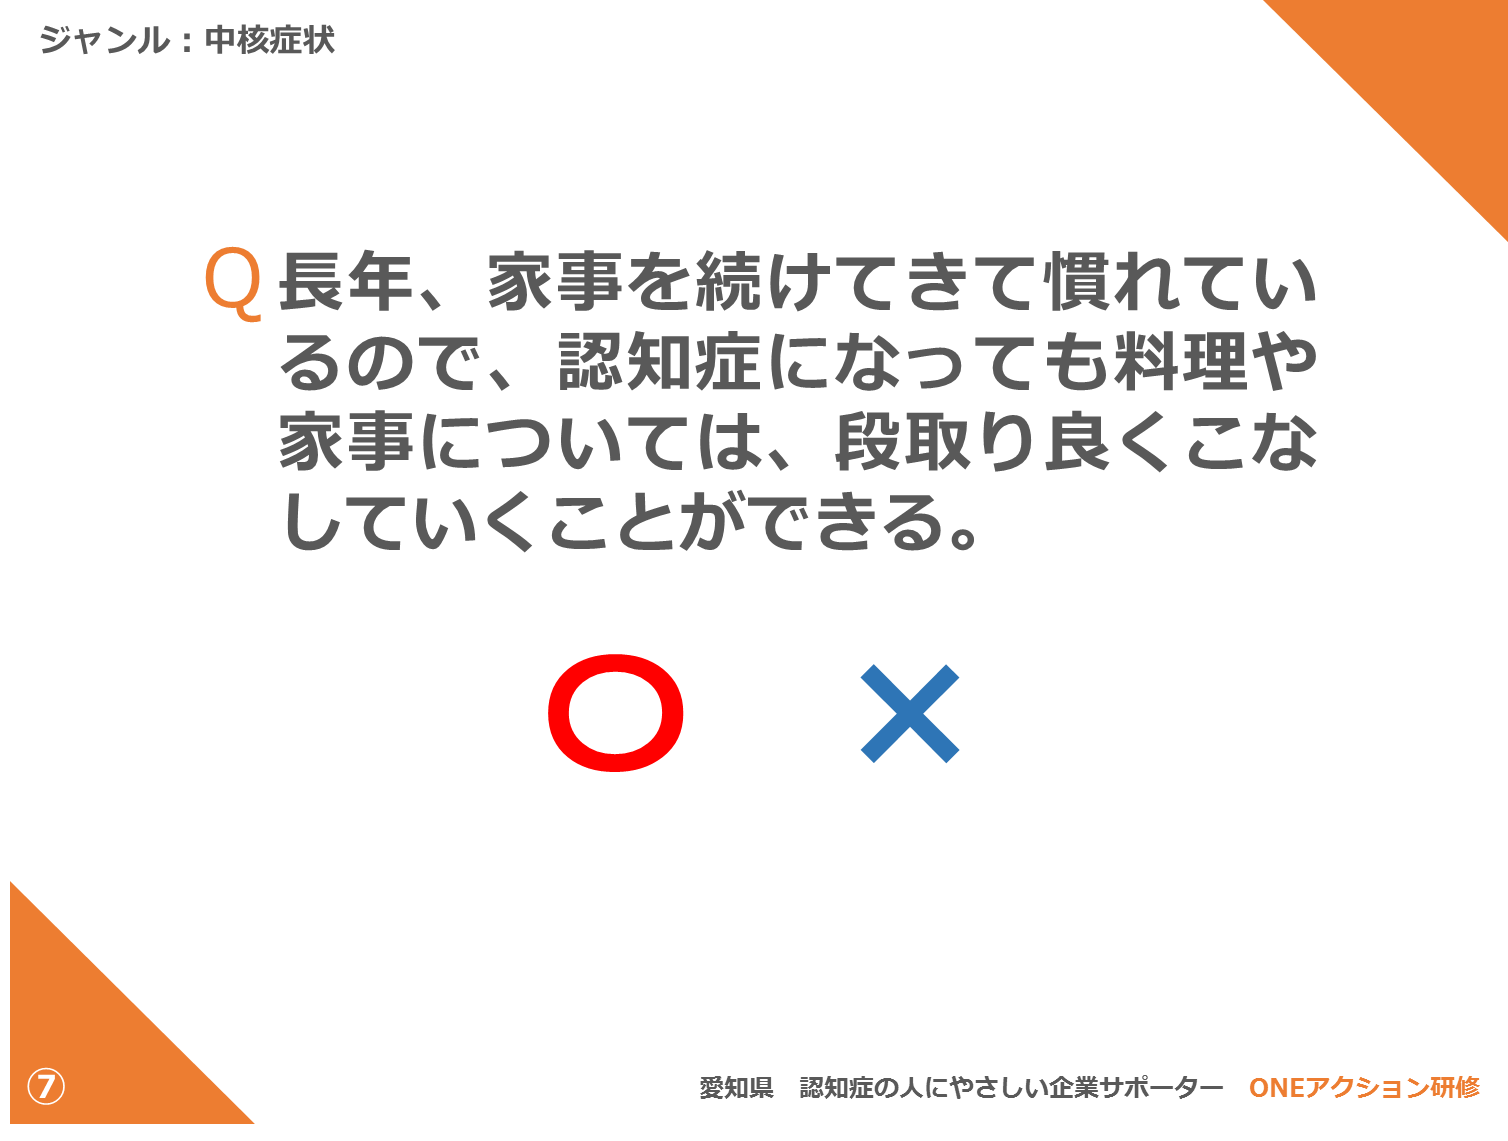 ジャンル：中核症状
Q 長年、家事を続けてきて慣れてい
るので、認知症になっても料理や
家事については、段取り良くこな
していくことができる。
〇 ×
⑦
愛知県　認知症の人にやさしい企業サポーター　ONEアクション研修